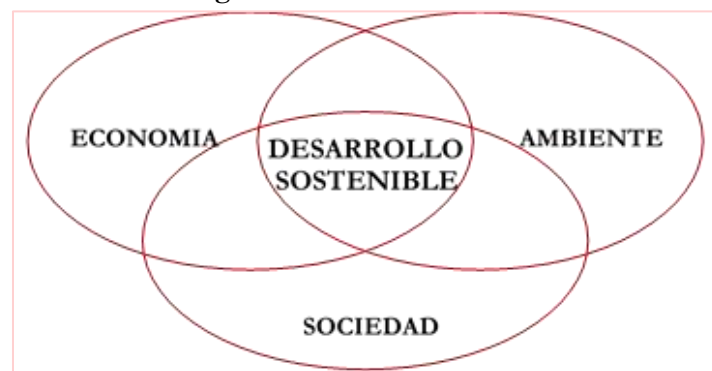 ECONOMIA
DESARROLLO
SOSTENIBLE
AMBIENTE
SOCIEDAD